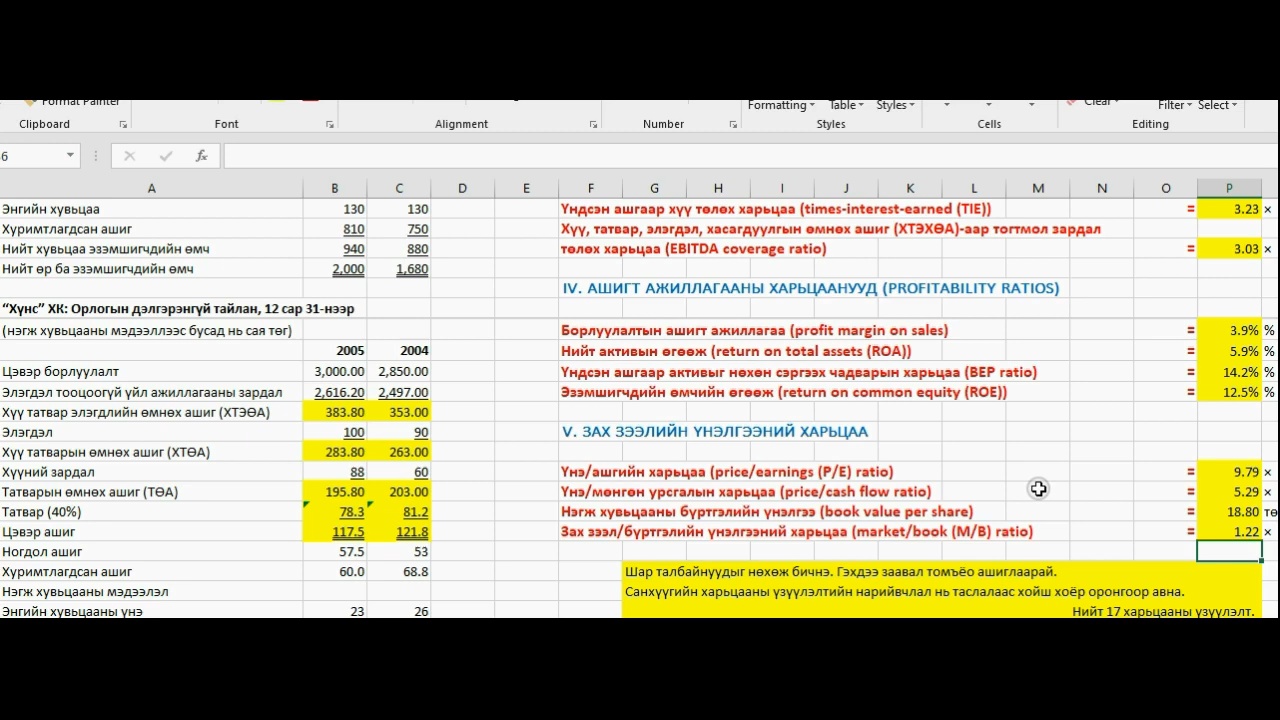 Format Painter
Formatting Table Styles Clear Filter Select
Clipboard Font Alignment Number Styles Cells Editing
6 fx
A B C D E F G H I J K L M N O P
Энгийн хувьцаа 130 130 Үндсэн ашгаар хүү төлөх харьцаа (times-interest-earned (TIE)) = 3.23 ×
Хуримтлагдсан ашиг 810 750 Хүү, татвар, элэгдэл, хасагдуулгын өмнөх ашиг (ХТЭХӨА)-аар тогтмол зардал
Нийт хувьцаа эзэмшигчдийн өмч 940 880 төлөх харьцаа (EBITDA coverage ratio) = 3.03 ×
Нийт өр ба эзэмшигчдийн өмч 2,000 1,680
IV. АШИГТ АЖИЛЛАГААНЫ ХАРЬЦААНУУД (PROFITABILITY RATIOS)
“Хүнс” ХК: Орлогын дэлгэрэнгүй тайлан, 12 сар 31-нээр
(нэгж хувьцааны мэдээллээс бусад нь сая төг) Борлуулалтын ашигт ажиллагаа (profit margin on sales) = 3.9% %
2005 2004 Нийт активын өгөөж (return on total assets (ROA)) = 5.9% %
Цэвэр борлуулалт 3,000.00 2,850.00 Үндсэн ашгаар активыг нөхөн сэргээх чадварын харьцаа (BEP ratio) = 14.2% %
Элэгдэл тооцоогүй үйл ажиллагааны зардал 2,616.20 2,497.00 Эзэмшигчдийн өмчийн өгөөж (return on common equity (ROE)) = 12.5% %
Хүү татвар элэгдлийн өмнөх ашиг (ХТЭӨА) 383.80 353.00
Элэгдэл 100 90 V. ЗАХ ЗЭЭЛИЙН ҮНЭЛГЭЭНИЙ ХАРЬЦАА
Хүү татварын өмнөх ашиг (ХТӨА) 283.80 263.00
Хүүний зардал 88 60 Үнэ/ашгийн харьцаа (price/earnings (P/E) ratio) = 9.79 ×
Татварын өмнөх ашиг (ТӨА) 195.80 203.00 Үнэ/мөнгөн урсгалын харьцаа (price/cash flow ratio) = 5.29 ×
Татвар (40%) 78.3 81.2 Нэгж хувьцааны бүртгэлийн үнэлгээ (book value per share) = 18.80 тө
Цэвэр ашиг 117.5 121.8 Зах зээл/бүртгэлийн үнэлгээний харьцаа (market/book (M/B) ratio) = 1.22 ×
Ногдол ашиг 57.5 53
Хуримтлагдсан ашиг 60.0 68.8 Шар талбайнуудыг нөхөж бичнэ. Гэхдээ заавал томъёо ашиглаарай.
Нэгж хувьцааны мэдээлэл Санхүүгийн харьцааны үзүүлэлтийн нарийвчлал нь таслалаас хойш хоёр оронгоор авна.
Энгийн хувьцааны үнэ 23 26 Нийт 17 харьцааны үзүүлэлт.